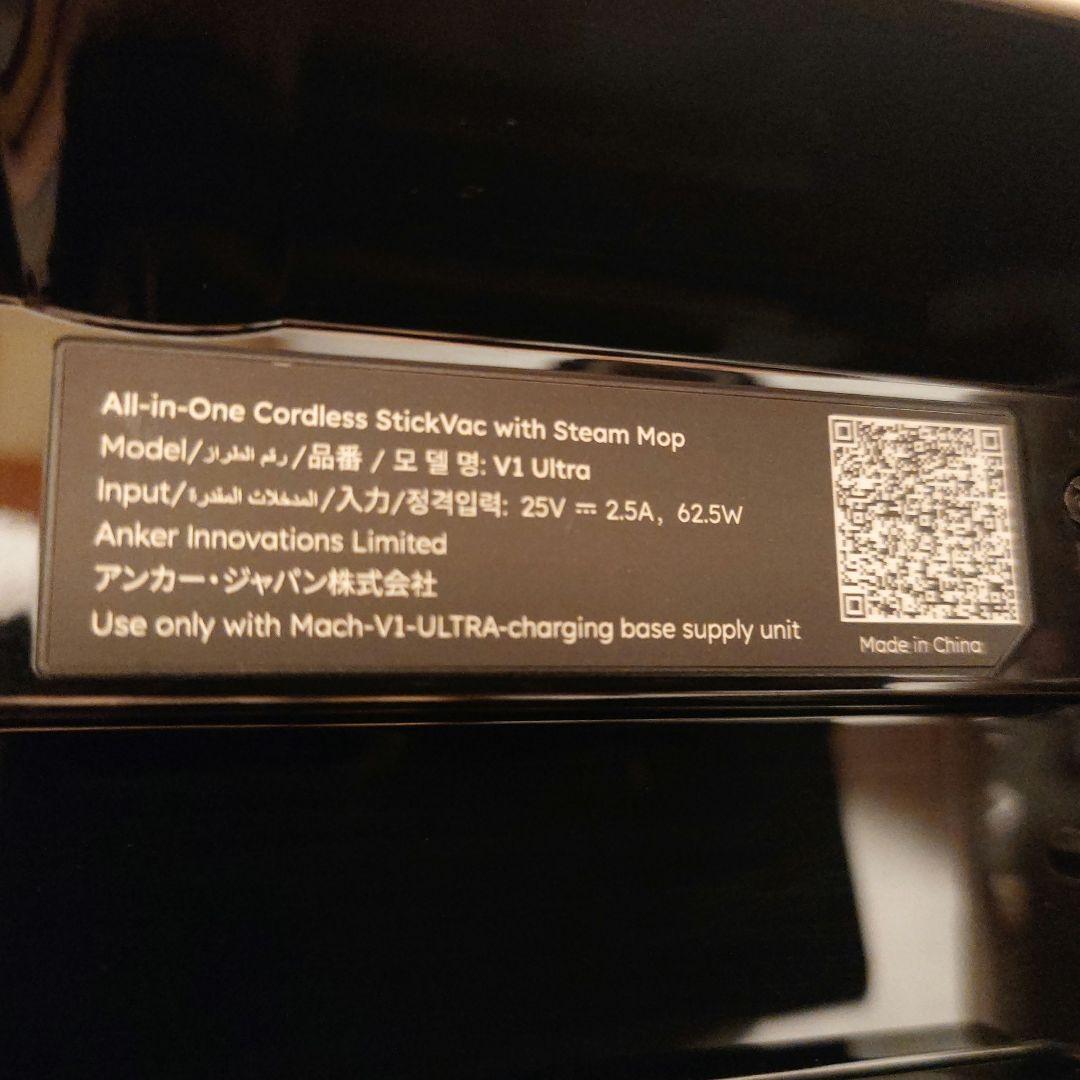 All-in-One Cordless StickVac with Steam Mop
Model/رقم الطراز/品番 / 모 델 명: V1 Ultra
Input/المدخلات المقدرة/入力/정격입력: 25V ⎓ 2.5A, 62.5W
Anker Innovations Limited
アンカー・ジャパン株式会社
Use only with Mach-V1-ULTRA-charging base supply unit
Made in China